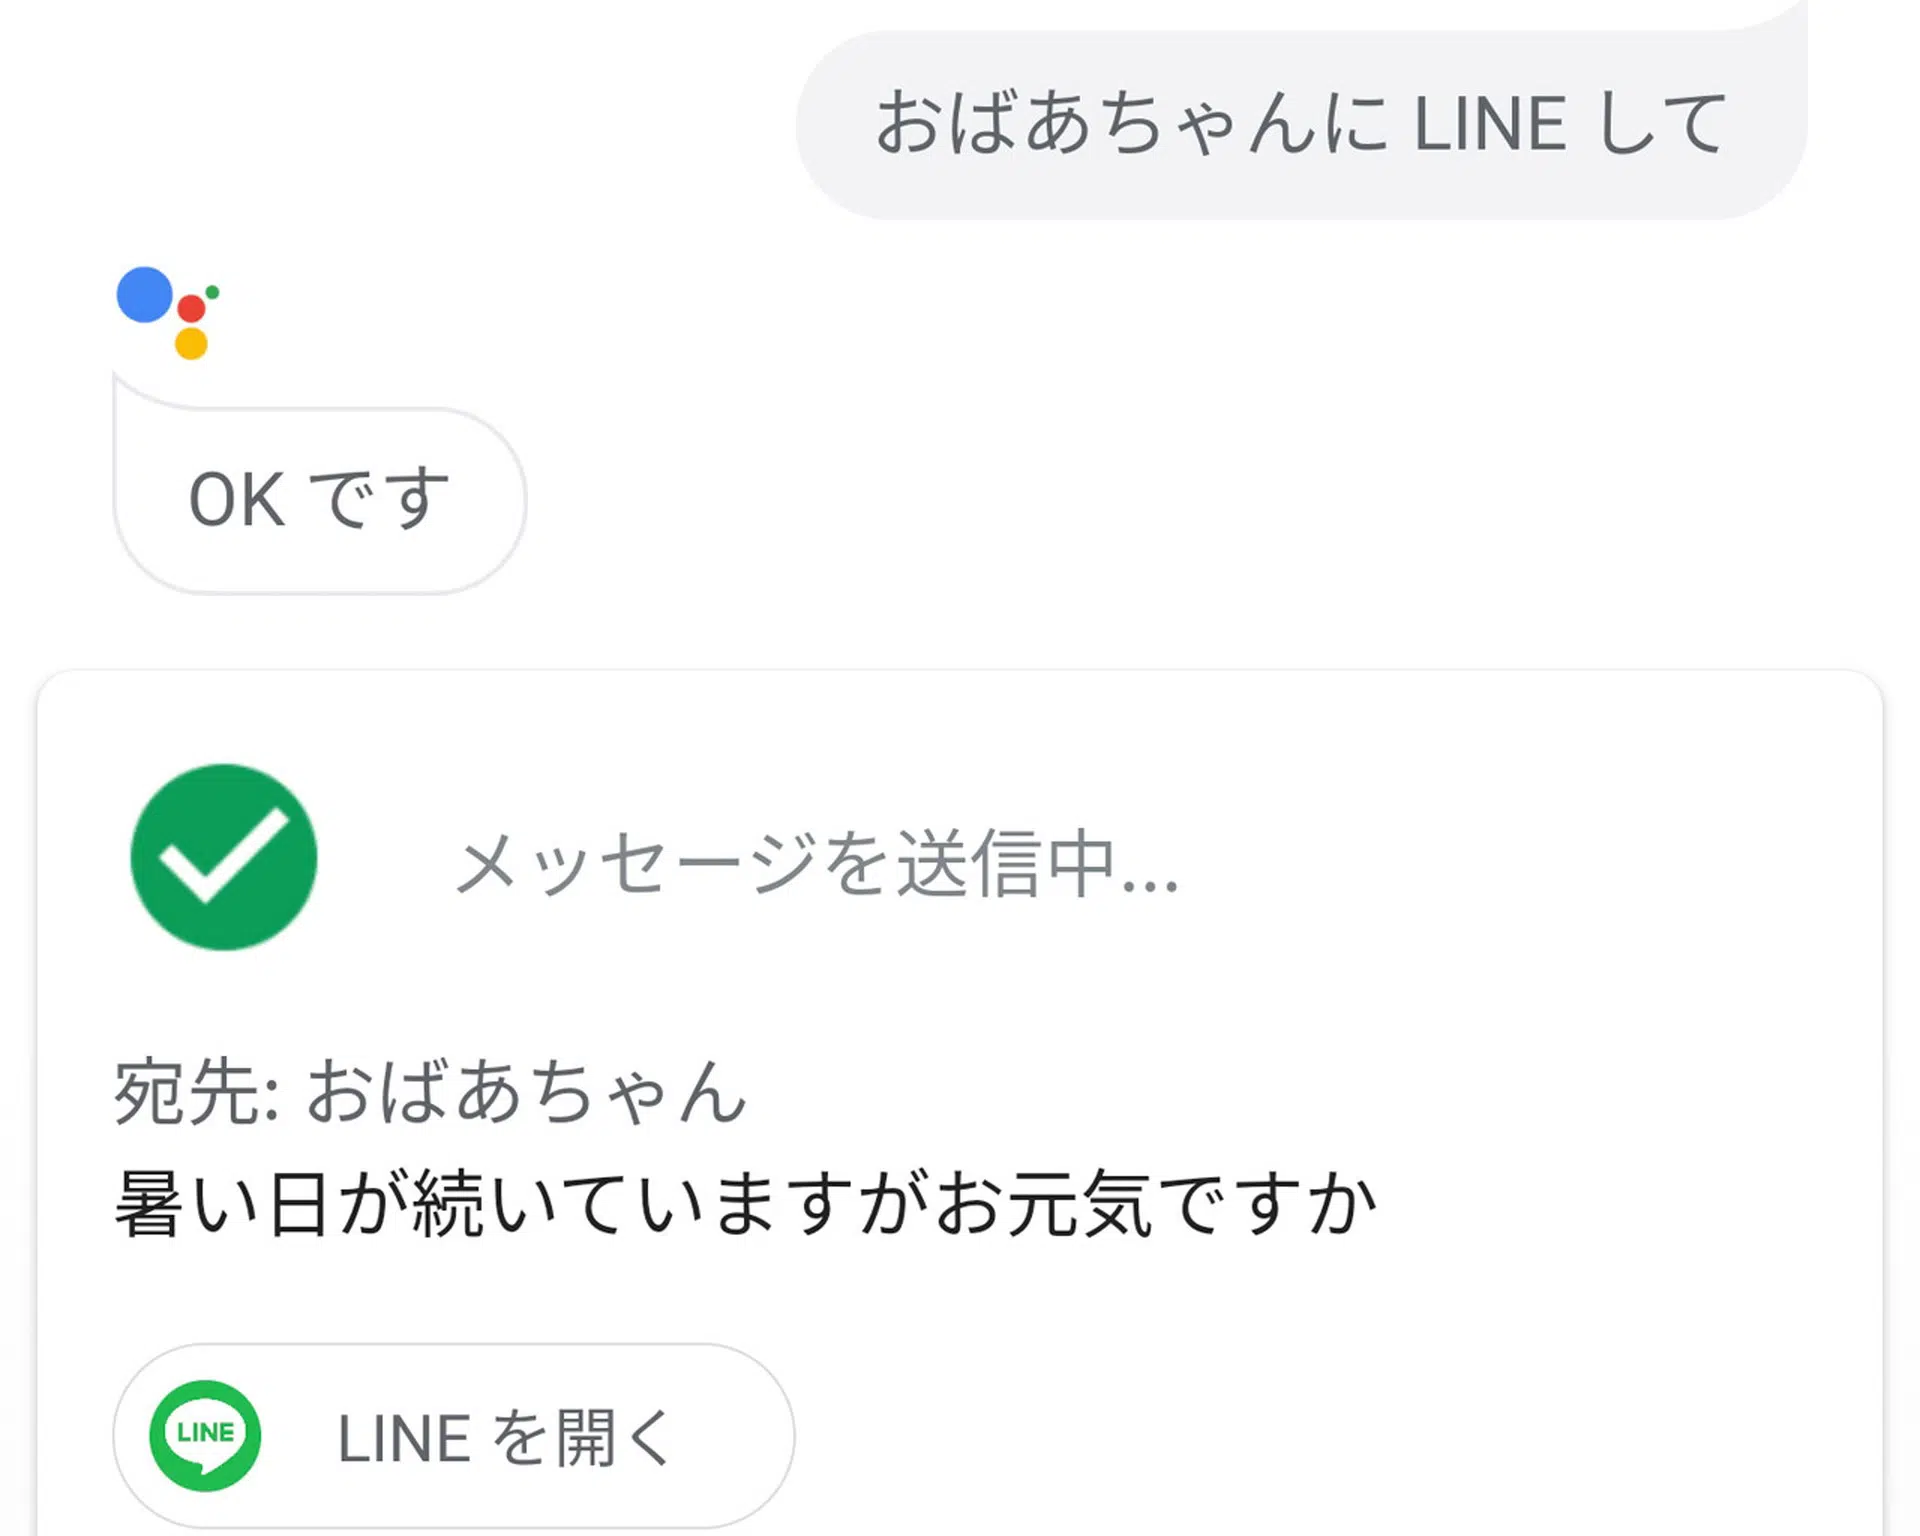 おばあちゃんに LINE して
OK です
メッセージを送信中...
宛先: おばあちゃん
暑い日が続いていますがお元気ですか
LINE
LINE を開く